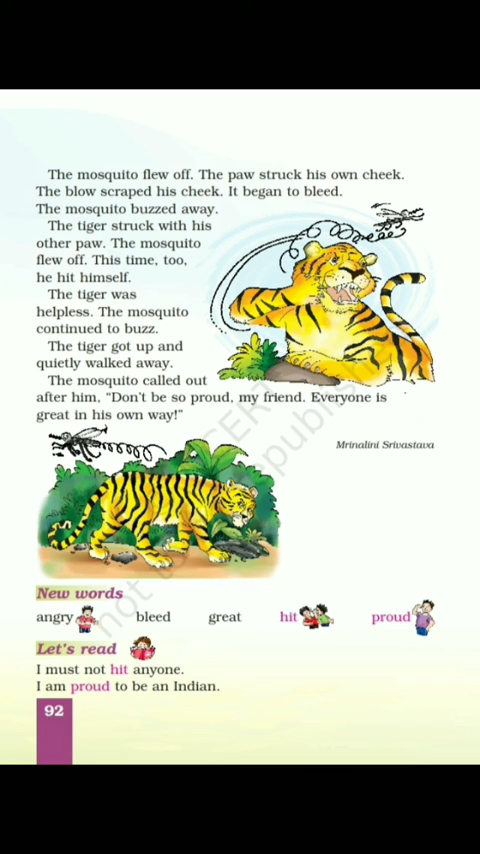 The mosquito flew off. The paw struck his own cheek.
The blow scraped his cheek. It began to bleed.
The mosquito buzzed away.
The tiger struck with his
other paw. The mosquito
flew off. This time, too,
he hit himself.
The tiger was
helpless. The mosquito
continued to buzz.
The tiger got up and
quietly walked away.
The mosquito called out
after him, “Don't be so proud, my friend. Everyone is
great in his own way!”
Mrinalini Srivastava
New words
angry bleed great hit proud
Let's read
I must not hit anyone.
I am proud to be an Indian.
92